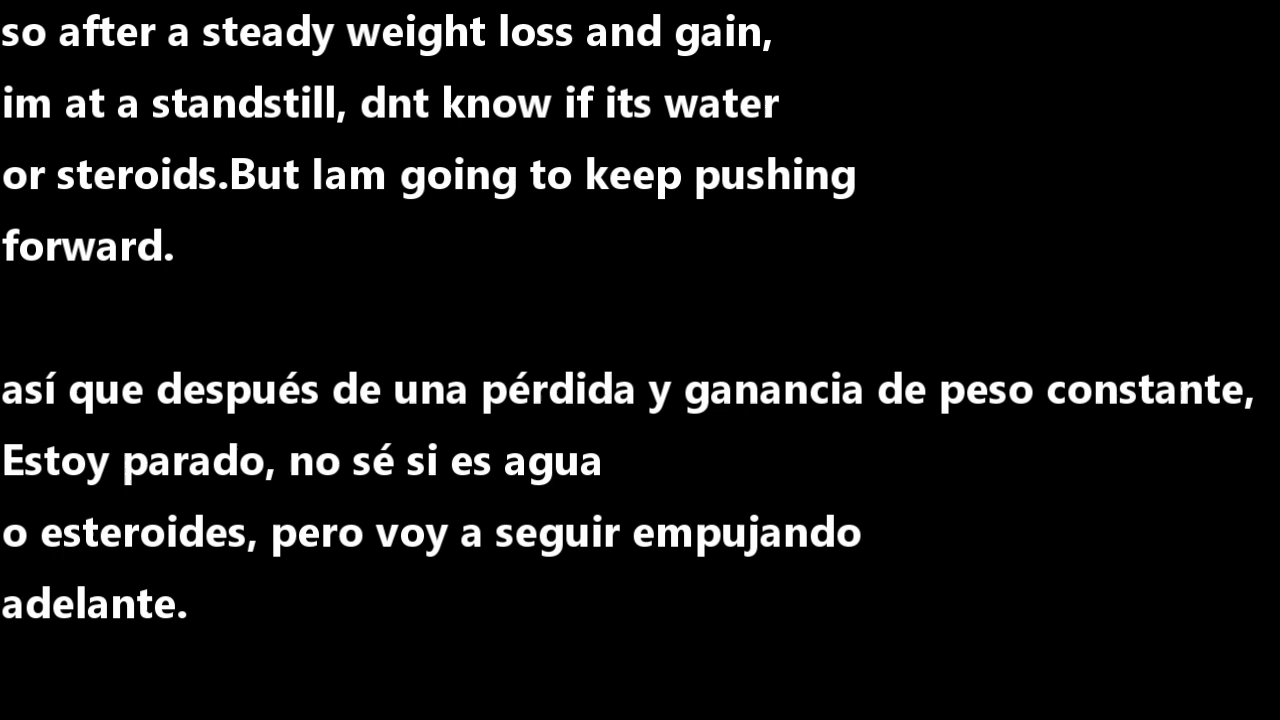 so after a steady weight loss and gain,
im at a standstill, dnt know if its water
or steroids.But Iam going to keep pushing
forward.
así que después de una pérdida y ganancia de peso constante,
Estoy parado, no sé si es agua
o esteroides, pero voy a seguir empujando
adelante.